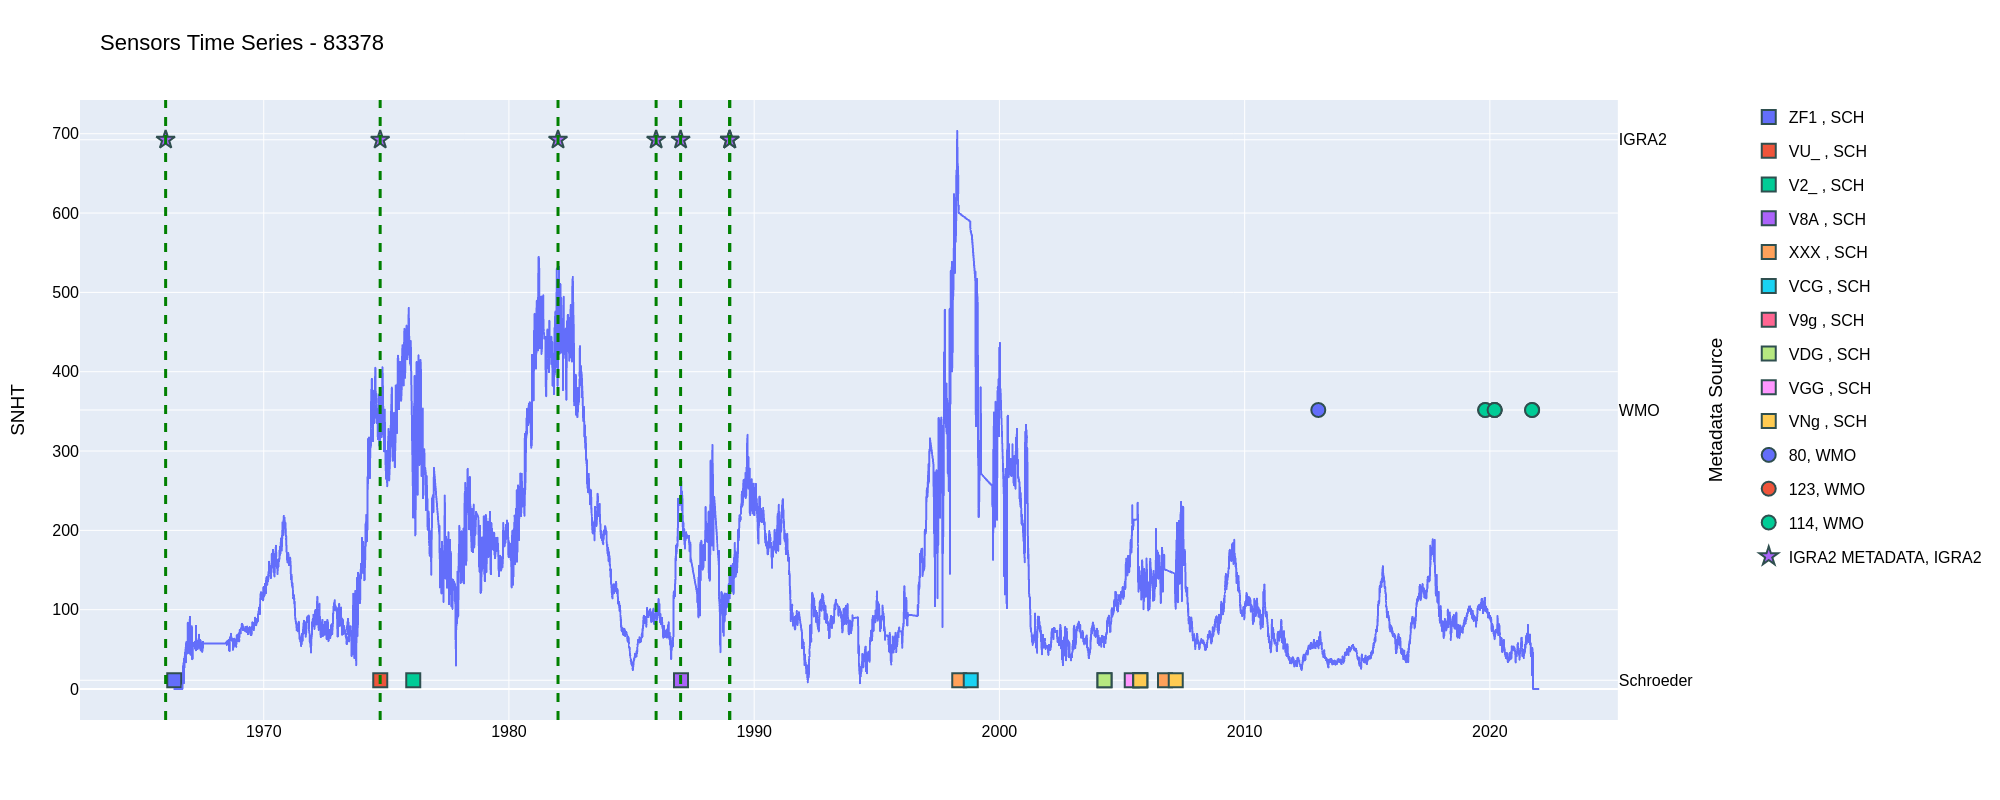 Sensors Time Series - 83378
SNHT
700
600
500
400
300
200
100
0
1970
1980
1990
2000
2010
2020
IGRA2
WMO
Schroeder
Metadata Source
ZF1 , SCH
VU_ , SCH
V2_ , SCH
V8A , SCH
XXX , SCH
VCG , SCH
V9g , SCH
VDG , SCH
VGG , SCH
VNg , SCH
80, WMO
123, WMO
114, WMO
IGRA2 METADATA, IGRA2